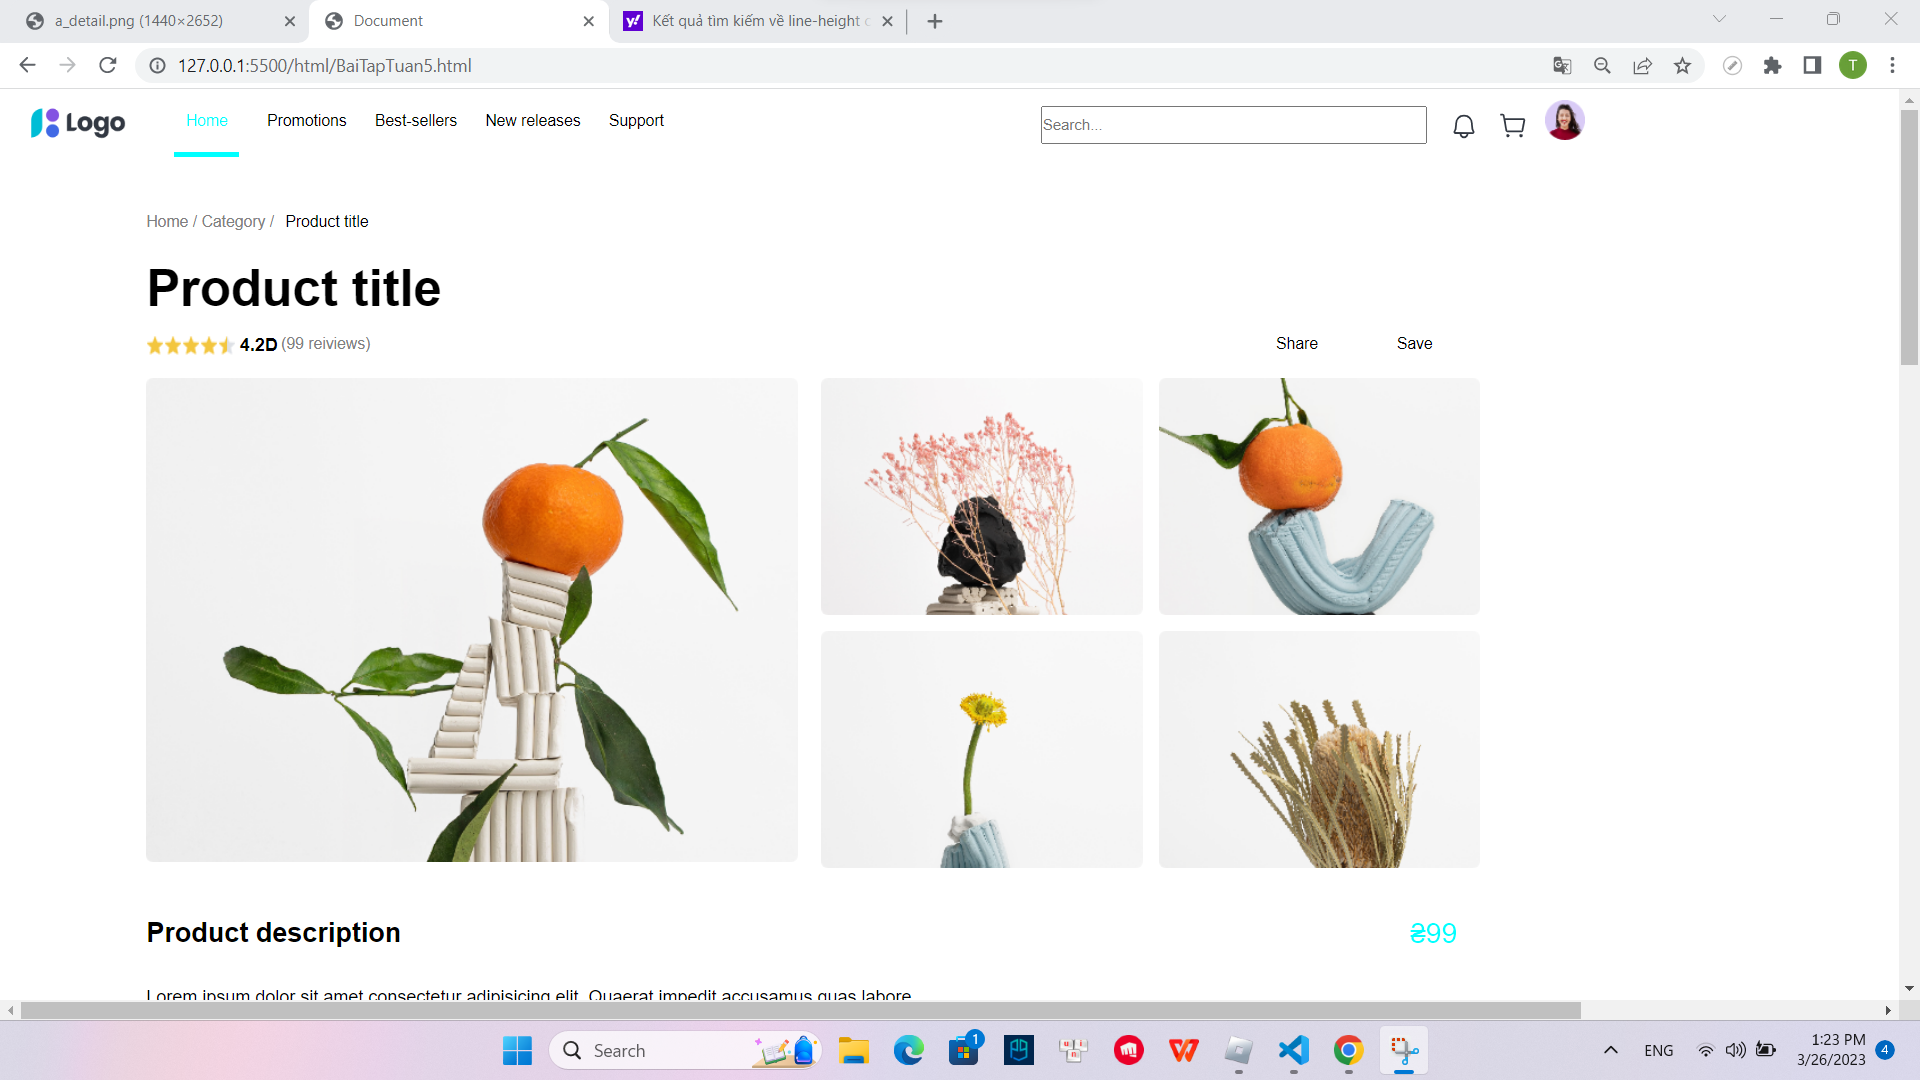 a_detail.png (1440×2652)
Document
Kết quả tìm kiếm về line-height c
127.0.0.1:5500/html/BaiTapTuan5.html
T
Logo
Home
Promotions
Best-sellers
New releases
Support
Search...
Home / Category / Product title
Product title
4.2D (99 reiviews)
Share
Save
Product description
₴99
Lorem ipsum dolor sit amet consectetur adipisicing elit. Quaerat impedit accusamus quas labore
Search
1
ENG
1:23 PM
3/26/2023
4